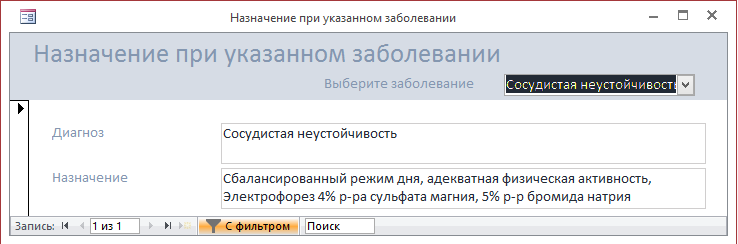 Назначение при указанном заболевании
Назначение при указанном заболевании
Выберите заболевание Сосудистая неустойчивость
Диагноз Сосудистая неустойчивость
Назначение Сбалансированный режим дня, адекватная физическая активность,
Электрофорез 4% р-ра сульфата магния, 5% р-р бромида натрия
Запись: 1 из 1 С фильтром Поиск